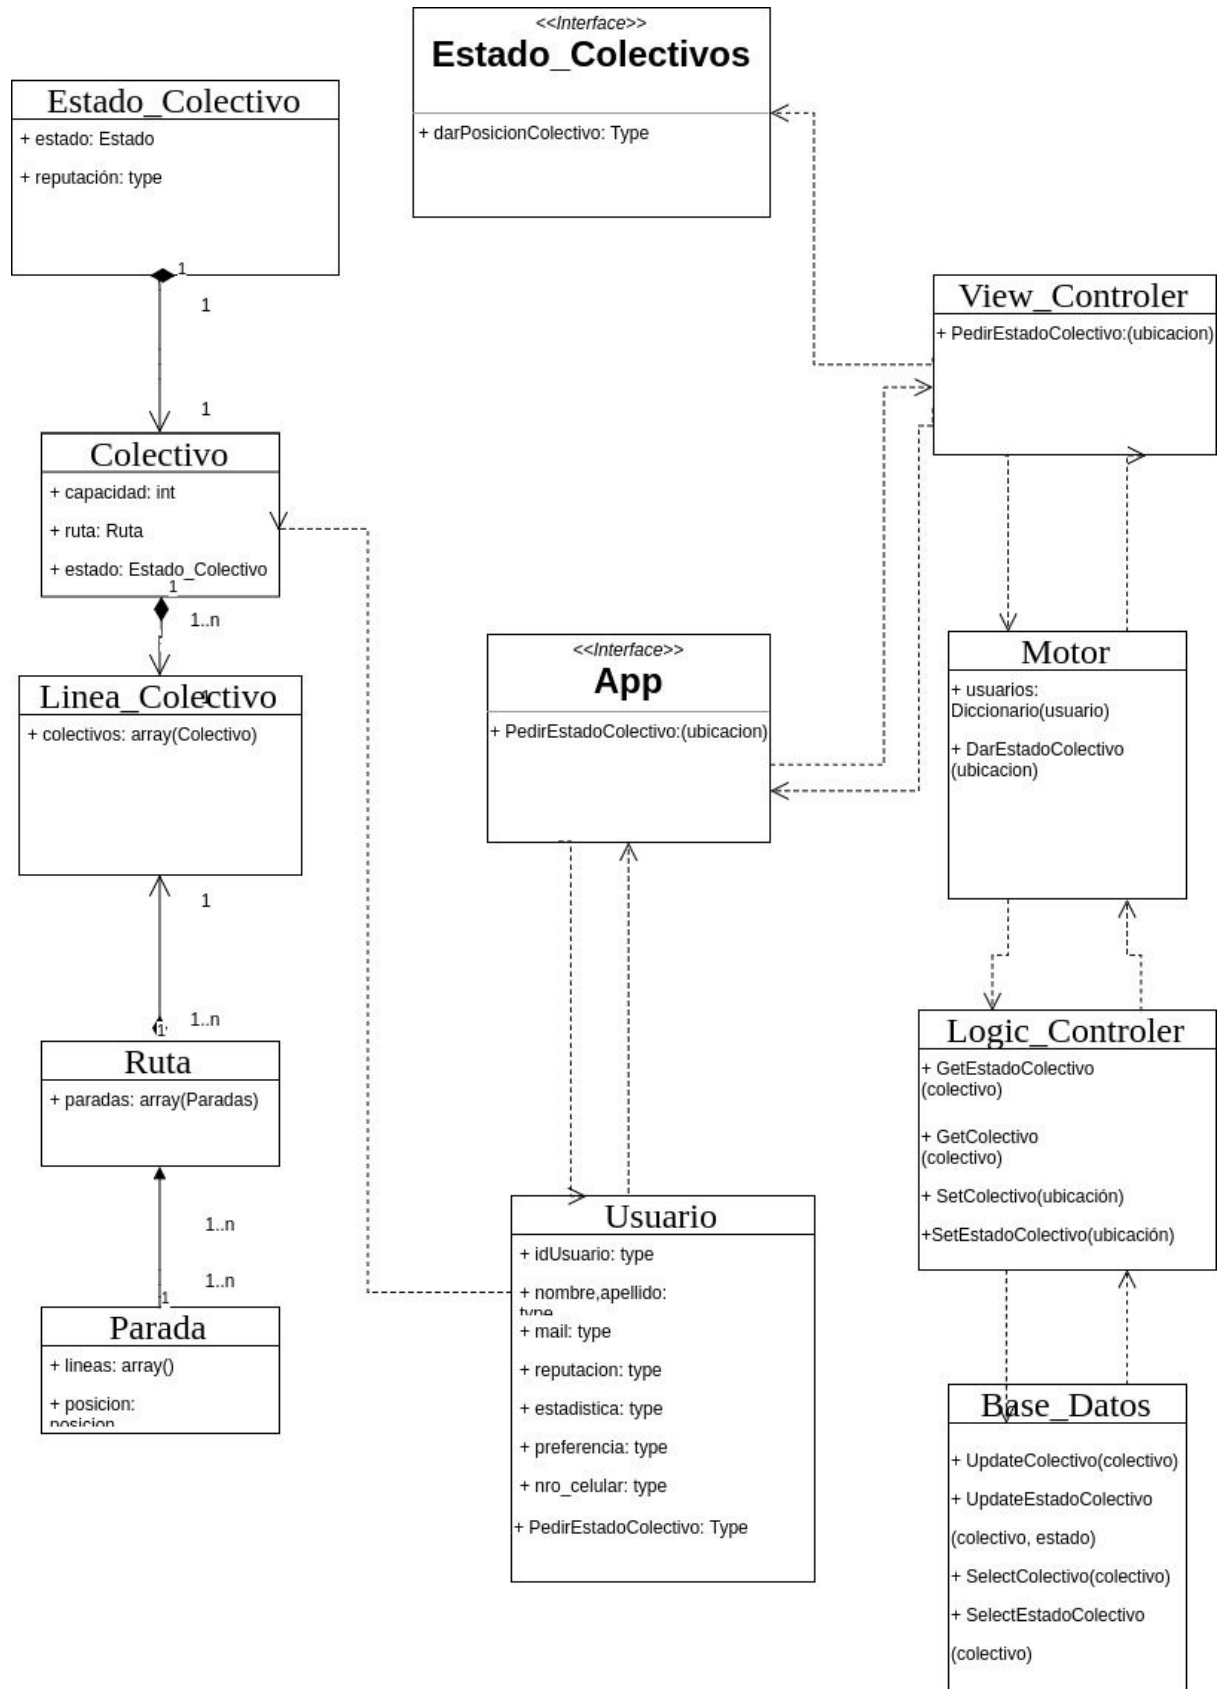 <<Interface>>
Estado_Colectivos
+ darPosicionColectivo: Type
Estado_Colectivo
+ estado: Estado
+ reputación: type
1
1
1
Colectivo
+ capacidad: int
+ ruta: Ruta
+ estado: Estado_Colectivo
1
1..n
Linea_Colectivo
1
+ colectivos: array(Colectivo)
1
1..n
1
Ruta
+ paradas: array(Paradas)
1..n
1..n
1
Parada
+ lineas: array()
+ posicion:
posicion
<<Interface>>
App
+ PedirEstadoColectivo:(ubicacion)
Usuario
+ idUsuario: type
+ nombre,apellido:
type
+ mail: type
+ reputacion: type
+ estadistica: type
+ preferencia: type
+ nro_celular: type
+ PedirEstadoColectivo: Type
View_Controler
+ PedirEstadoColectivo:(ubicacion)
Motor
+ usuarios:
Diccionario(usuario)
+ DarEstadoColectivo
(ubicacion)
Logic_Controler
+ GetEstadoColectivo
(colectivo)
+ GetColectivo
(colectivo)
+ SetColectivo(ubicación)
+SetEstadoColectivo(ubicación)
Base_Datos
+ UpdateColectivo(colectivo)
+ UpdateEstadoColectivo
(colectivo, estado)
+ SelectColectivo(colectivo)
+ SelectEstadoColectivo
(colectivo)